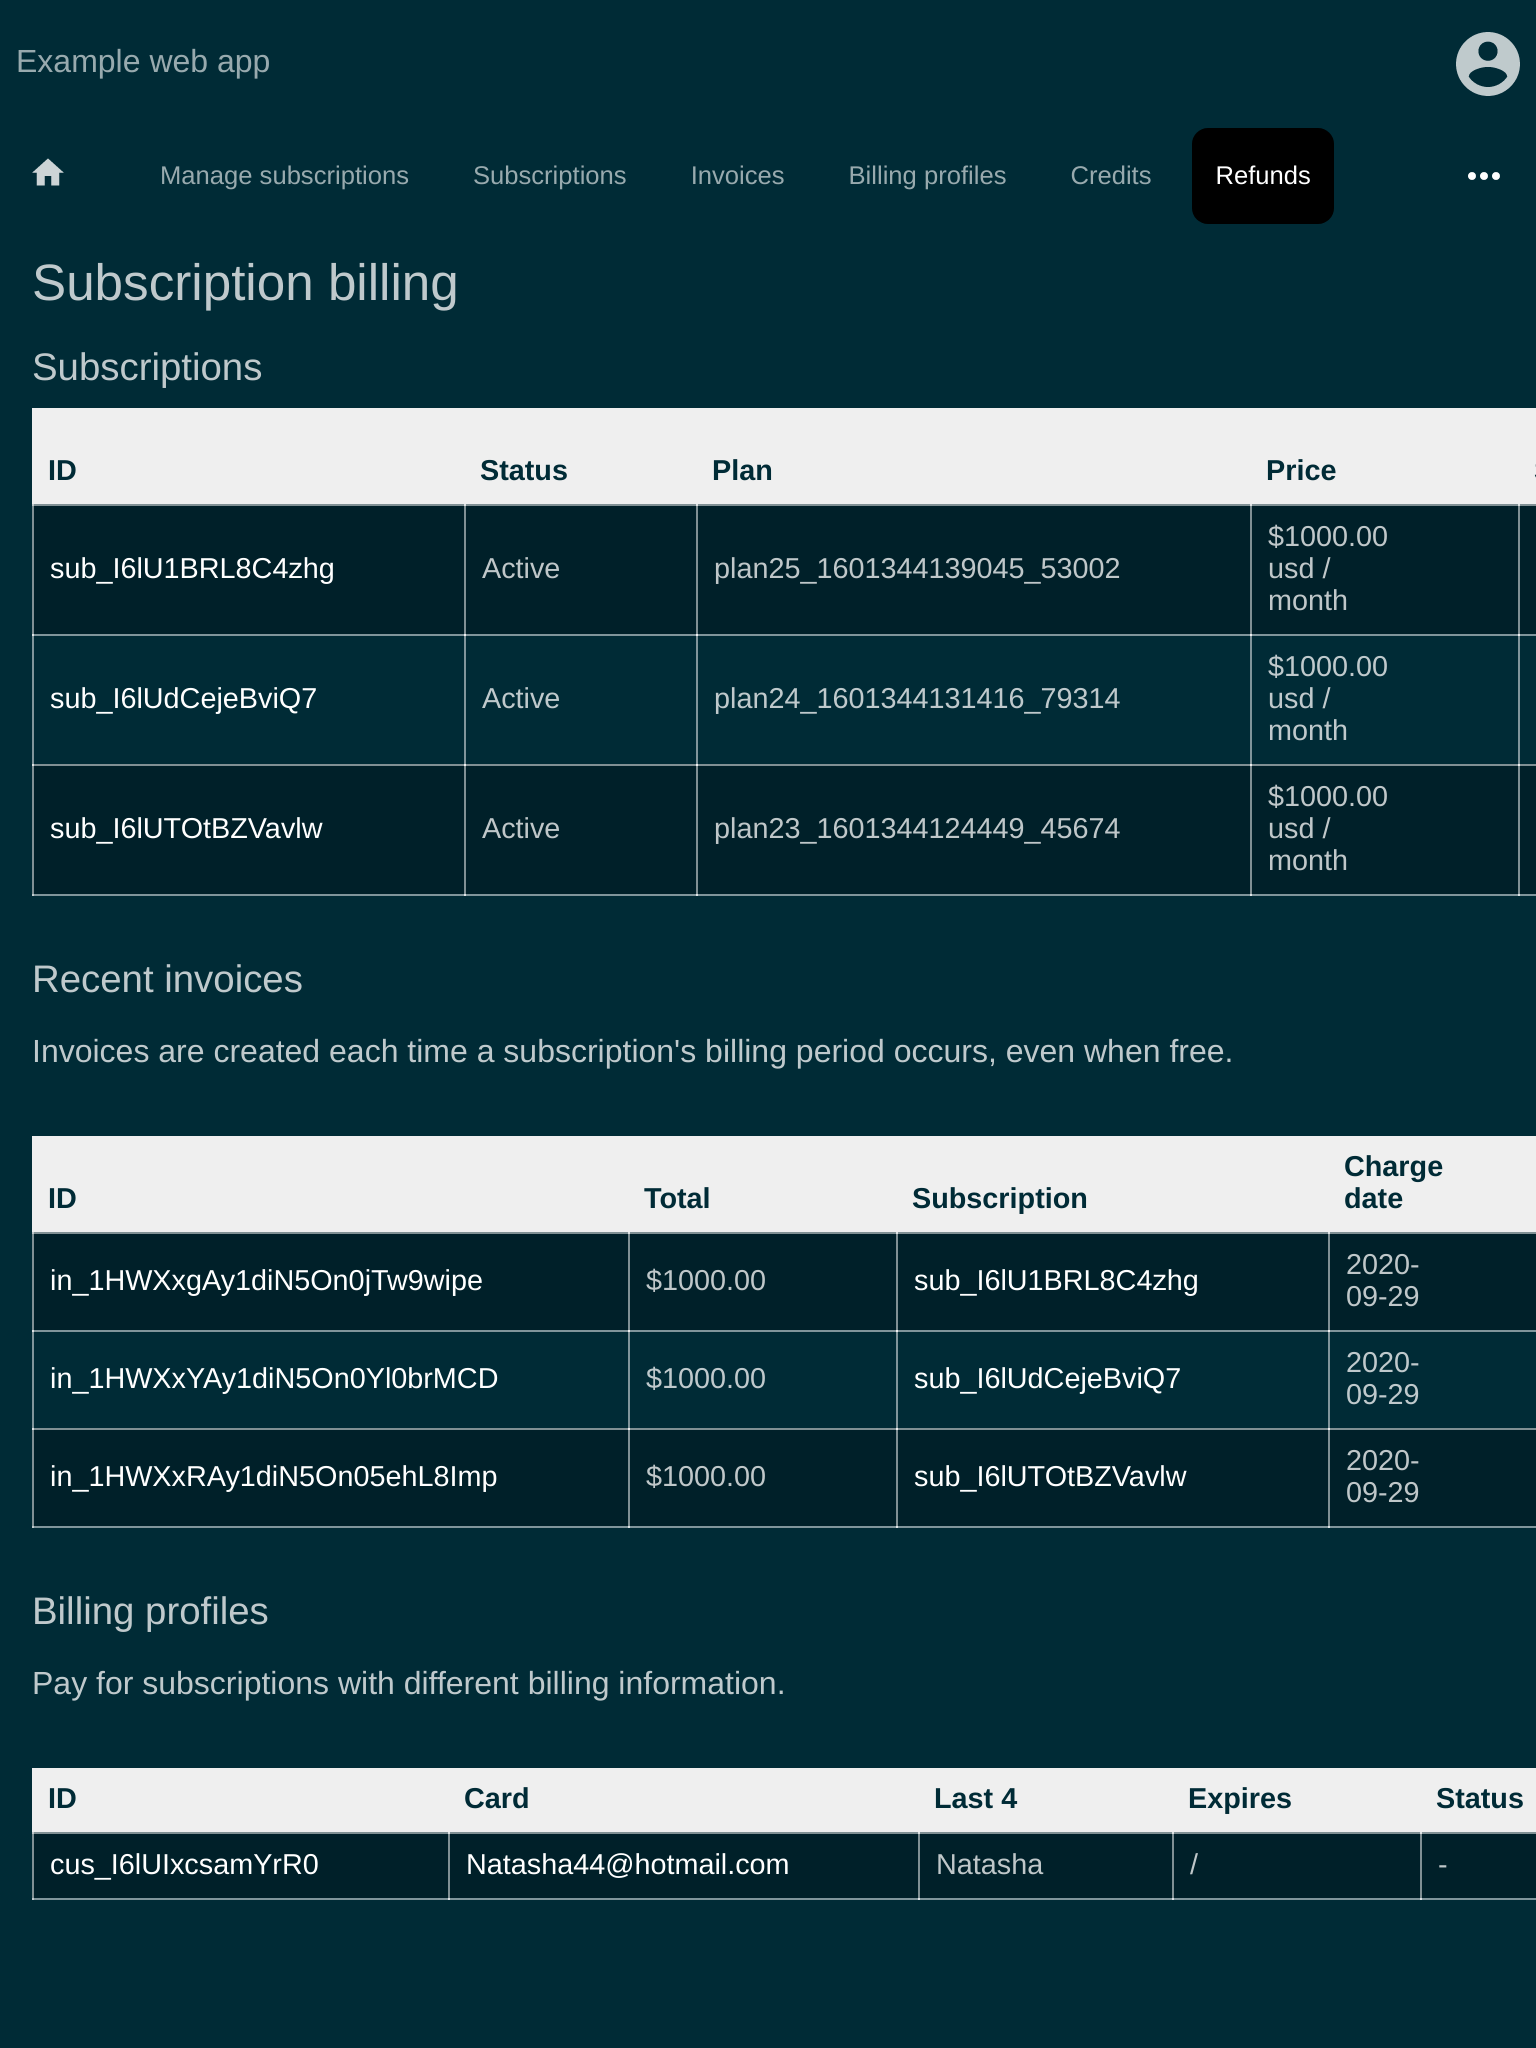 Example web app
Manage subscriptions Subscriptions Invoices Billing profiles Credits Refunds
Subscription billing
Subscriptions
ID Status Plan Price
sub_I6lU1BRL8C4zhg Active plan25_1601344139045_53002 $1000.00
usd /
month
sub_I6lUdCejeBviQ7 Active plan24_1601344131416_79314 $1000.00
usd /
month
sub_I6lUTOtBZVavlw Active plan23_1601344124449_45674 $1000.00
usd /
month
Recent invoices
Invoices are created each time a subscription's billing period occurs, even when free.
ID Total Subscription Charge
date
in_1HWXxgAy1diN5On0jTw9wipe $1000.00 sub_I6lU1BRL8C4zhg 2020-
09-29
in_1HWXxYAy1diN5On0Yl0brMCD $1000.00 sub_I6lUdCejeBviQ7 2020-
09-29
in_1HWXxRAy1diN5On05ehL8Imp $1000.00 sub_I6lUTOtBZVavlw 2020-
09-29
Billing profiles
Pay for subscriptions with different billing information.
ID Card Last 4 Expires Status
cus_I6lUIxcsamYrR0 Natasha44@hotmail.com Natasha / -